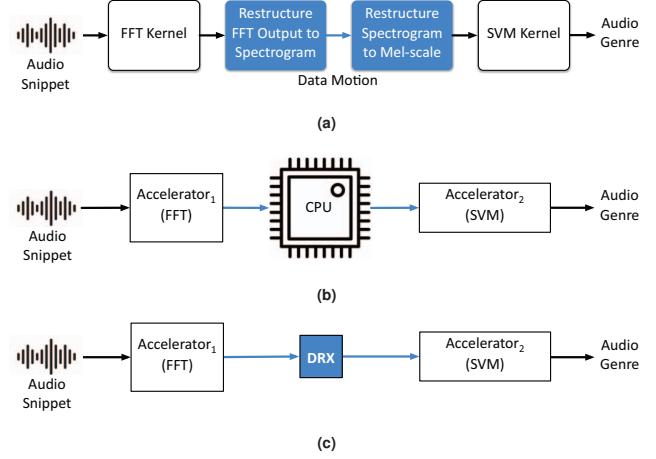 Audio
Snippet
FFT Kernel
Restructure
FFT Output to
Spectrogram
Restructure
Spectrogram
to Mel-scale
SVM Kernel
Audio
Genre
Data Motion
(a)
Audio
Snippet
Accelerator₁
(FFT)
CPU
Accelerator₂
(SVM)
Audio
Genre
(b)
Audio
Snippet
Accelerator₁
(FFT)
DRX
Accelerator₂
(SVM)
Audio
Genre
(c)